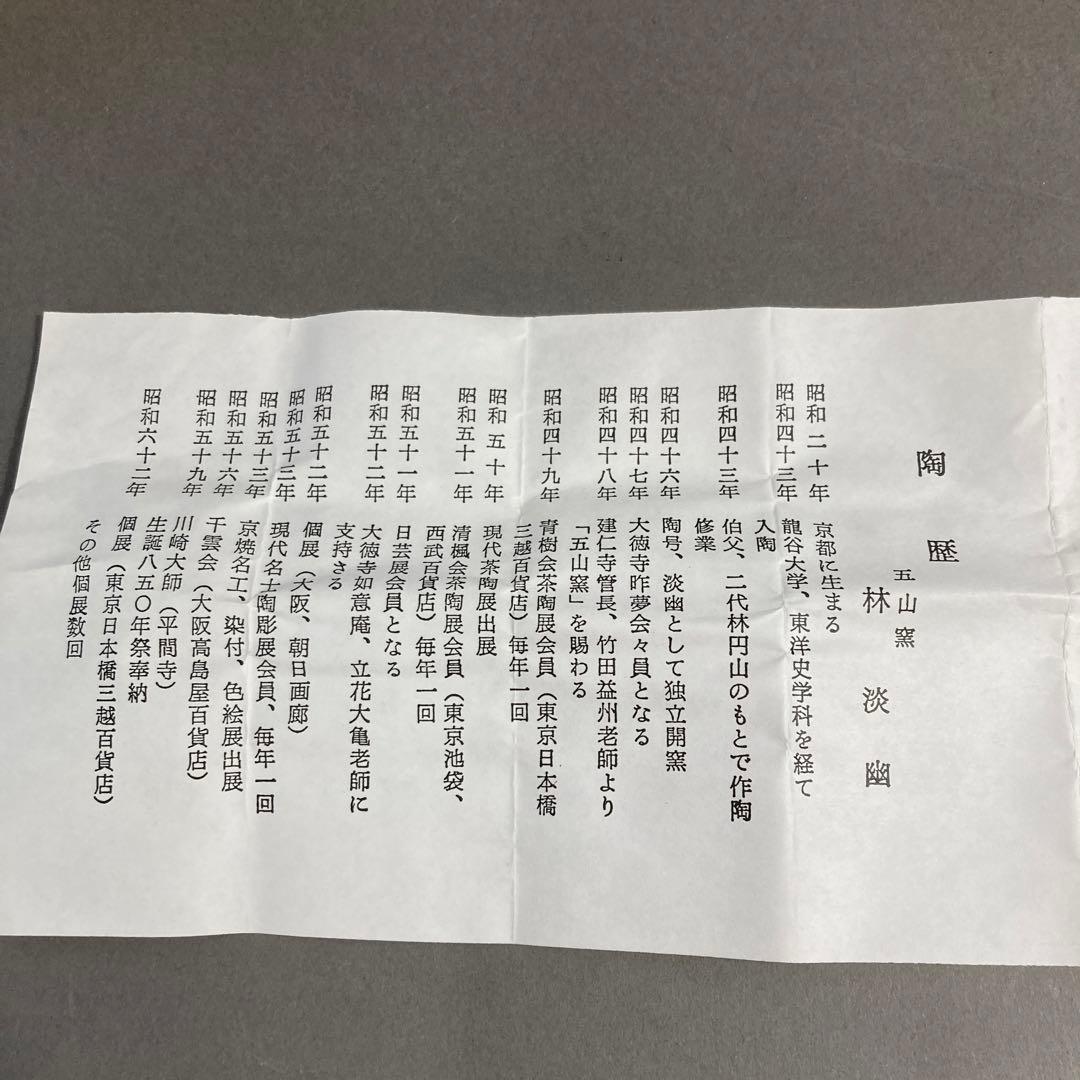 陶歴
五山窯
林淡幽
昭和二十年 京都に生まる
昭和四十三年 龍谷大学、東洋史学科を経て
入陶
昭和四十三年 伯父、二代林円山のもとで作陶
修業
昭和四十六年 陶号、淡幽として独立開窯
昭和四十七年 大徳寺昨夢会々員となる
昭和四十八年 建仁寺管長、竹田益州老師より
「五山窯」を賜わる
昭和四十九年 青樹会茶陶展会員(東京日本橋
三越百貨店)毎年一回
昭和五十年 現代茶陶展出展
昭和五十一年 清楓会茶陶展会員(東京池袋、
西武百貨店)毎年一回
昭和五十一年 日芸展会員となる
昭和五十二年 大徳寺如意庵、立花大亀老師に
支持さる
昭和五十二年 個展(大阪、朝日画廊)
昭和五十三年 現代名士陶彫展会員、毎年一回
昭和五十三年 京焼名工、染付、色絵展出展
昭和五十六年 千雲会(大阪高島屋百貨店)
昭和五十九年 川崎大師(平間寺)
生誕八五〇年祭奉納
昭和六十二年 個展(東京日本橋三越百貨店)
その他個展数回